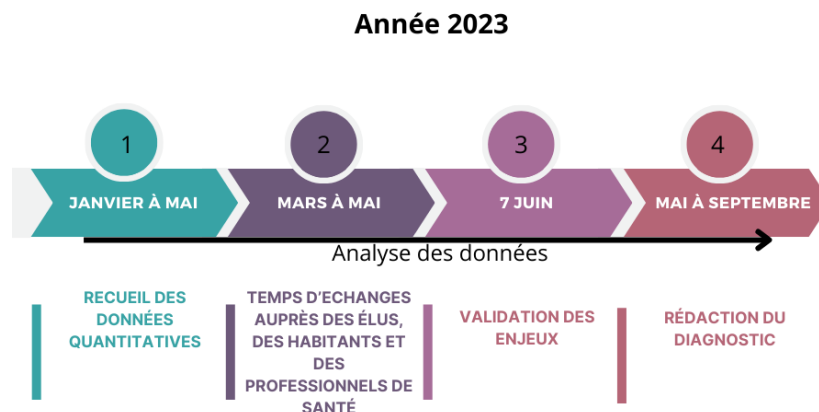 Année 2023
1
2
3
4
JANVIER À MAI
MARS À MAI
7 JUIN
MAI À SEPTEMBRE
Analyse des données
RECUEIL DES
DONNÉES
QUANTITATIVES
TEMPS D'ECHANGES
AUPRÈS DES ÉLUS,
DES HABITANTS ET
DES
PROFESSIONNELS DE
SANTÉ
VALIDATION DES
ENJEUX
RÉDACTION DU
DIAGNOSTIC